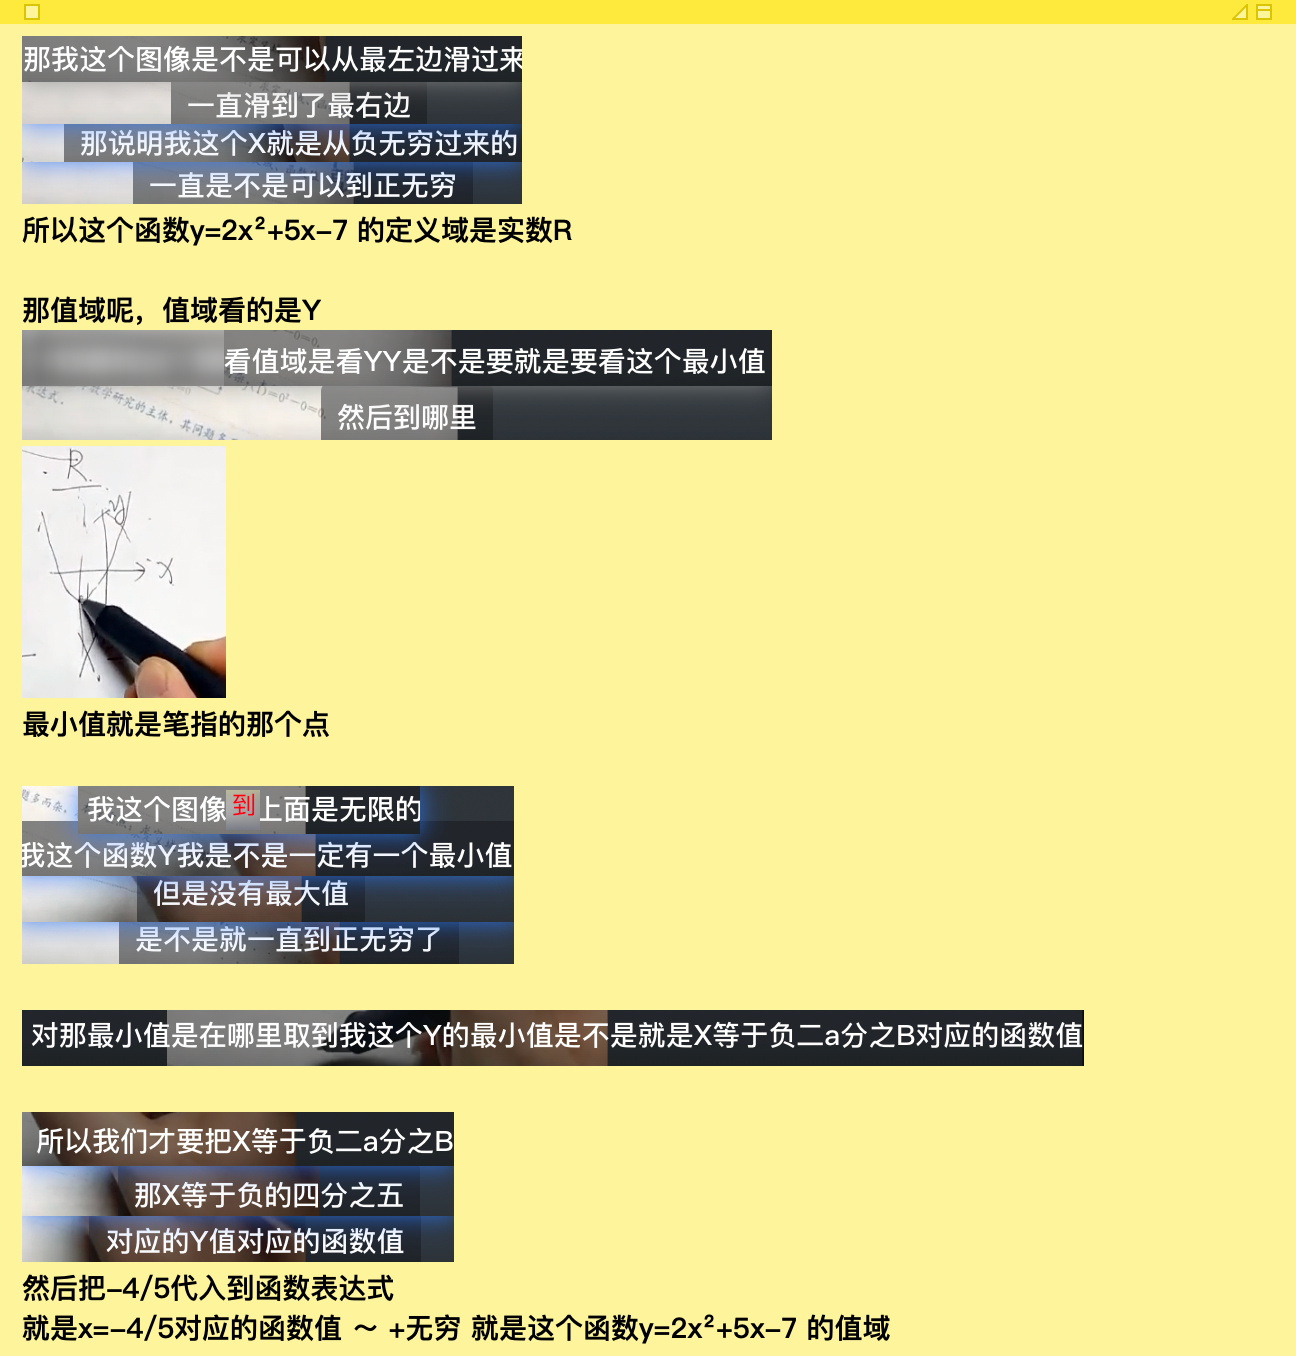 那我这个图像是不是可以从最左边滑过来
一直滑到了最右边
那说明我这个X就是从负无穷过来的
一直是不是可以到正无穷
所以这个函数y=2x²+5x-7 的定义域是实数R
那值域呢，值域看的是Y
看值域是看YY是不是要就是要看这个最小值
然后到哪里
R
y
x
最小值就是笔指的那个点
我这个图像到上面是无限的
我这个函数Y我是不是一定有一个最小值
但是没有最大值
是不是就一直到正无穷了
对那最小值是在哪里取到我这个Y的最小值是不是就是X等于负二a分之B对应的函数值
所以我们才要把X等于负二a分之B
那X等于负的四分之五
对应的Y值对应的函数值
然后把-4/5代入到函数表达式
就是x=-4/5对应的函数值 ～ +无穷 就是这个函数y=2x²+5x-7 的值域